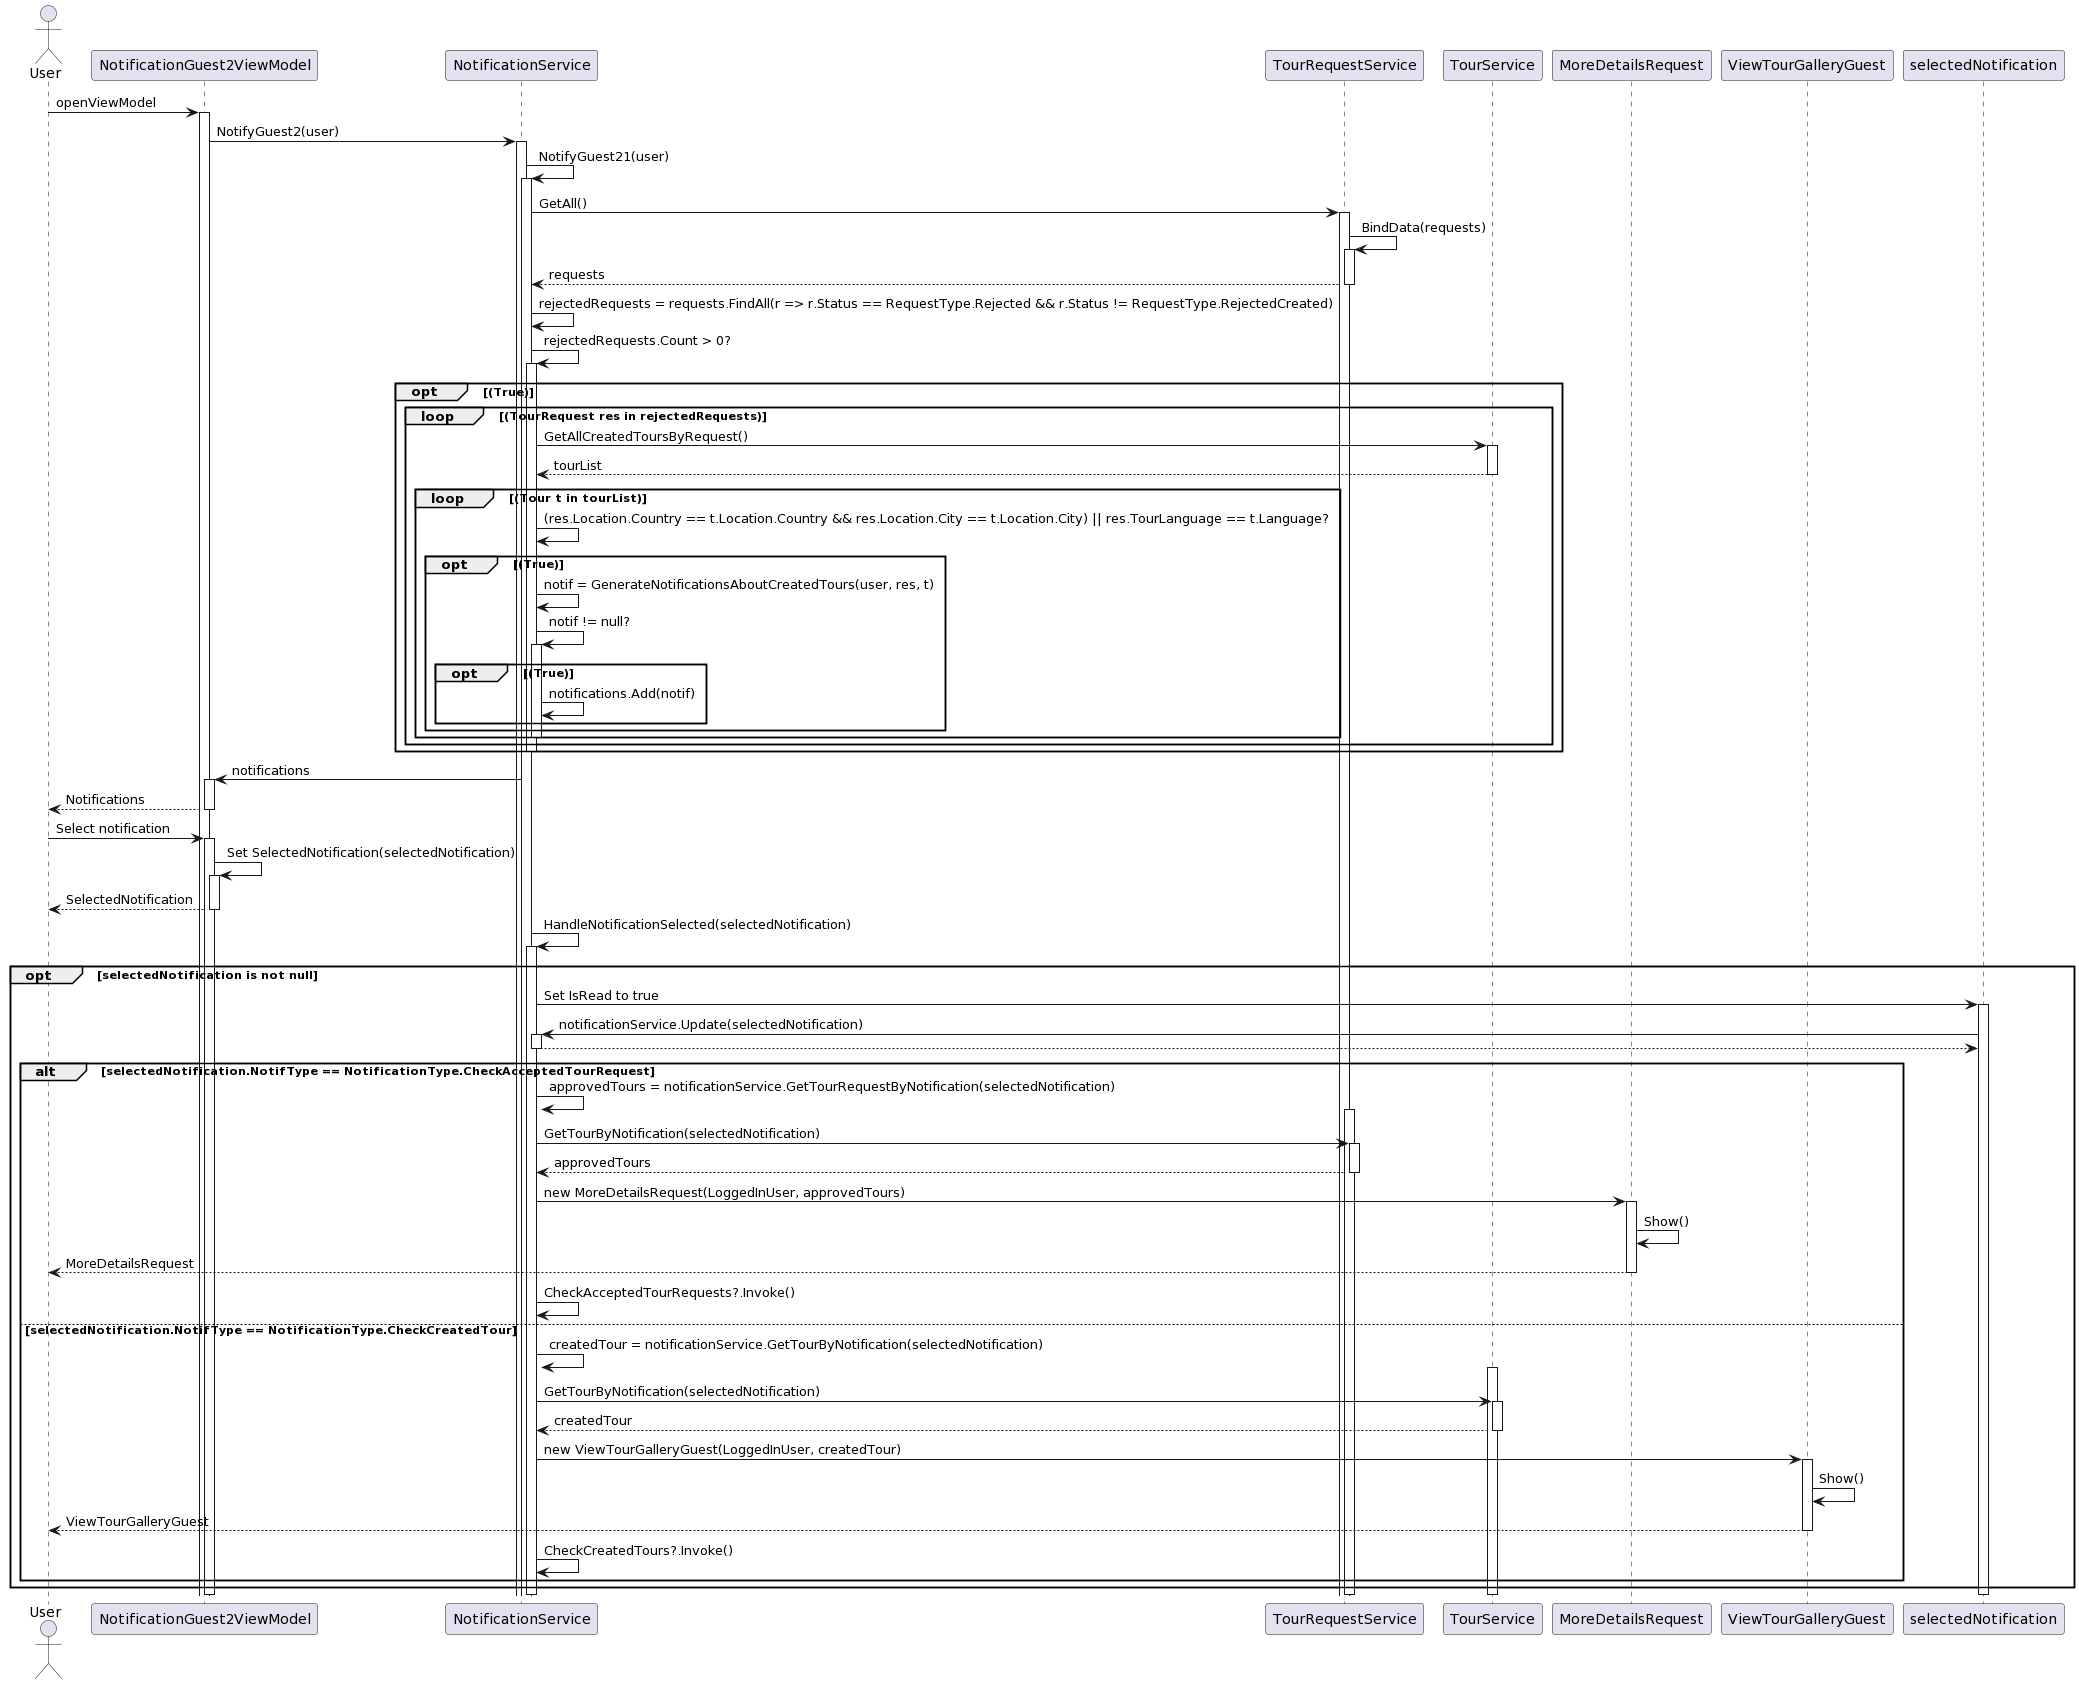 User
NotificationGuest2ViewModel
NotificationService
TourRequestService
TourService
MoreDetailsRequest
ViewTourGalleryGuest
selectedNotification
openViewModel
NotifyGuest2(user)
NotifyGuest21(user)
GetAll()
BindData(requests)
requests
rejectedRequests = requests.FindAll(r => r.Status == RequestType.Rejected && r.Status != RequestType.RejectedCreated)
rejectedRequests.Count > 0?
opt [(True)]
loop [(TourRequest res in rejectedRequests)]
GetAllCreatedToursByRequest()
tourList
loop [(Tour t in tourList)]
(res.Location.Country == t.Location.Country && res.Location.City == t.Location.City) || res.TourLanguage == t.Language?
opt [(True)]
notif = GenerateNotificationsAboutCreatedTours(user, res, t)
notif != null?
opt [(True)]
notifications.Add(notif)
notifications
Notifications
Select notification
Set SelectedNotification(selectedNotification)
SelectedNotification
HandleNotificationSelected(selectedNotification)
opt [selectedNotification is not null]
Set IsRead to true
notificationService.Update(selectedNotification)
alt [selectedNotification.NotifType == NotificationType.CheckAcceptedTourRequest]
approvedTours = notificationService.GetTourRequestByNotification(selectedNotification)
GetTourByNotification(selectedNotification)
approvedTours
new MoreDetailsRequest(LoggedInUser, approvedTours)
Show()
MoreDetailsRequest
CheckAcceptedTourRequests?.Invoke()
[selectedNotification.NotifType == NotificationType.CheckCreatedTour]
createdTour = notificationService.GetTourByNotification(selectedNotification)
GetTourByNotification(selectedNotification)
createdTour
new ViewTourGalleryGuest(LoggedInUser, createdTour)
Show()
ViewTourGalleryGuest
CheckCreatedTours?.Invoke()
User
NotificationGuest2ViewModel
NotificationService
TourRequestService
TourService
MoreDetailsRequest
ViewTourGalleryGuest
selectedNotification